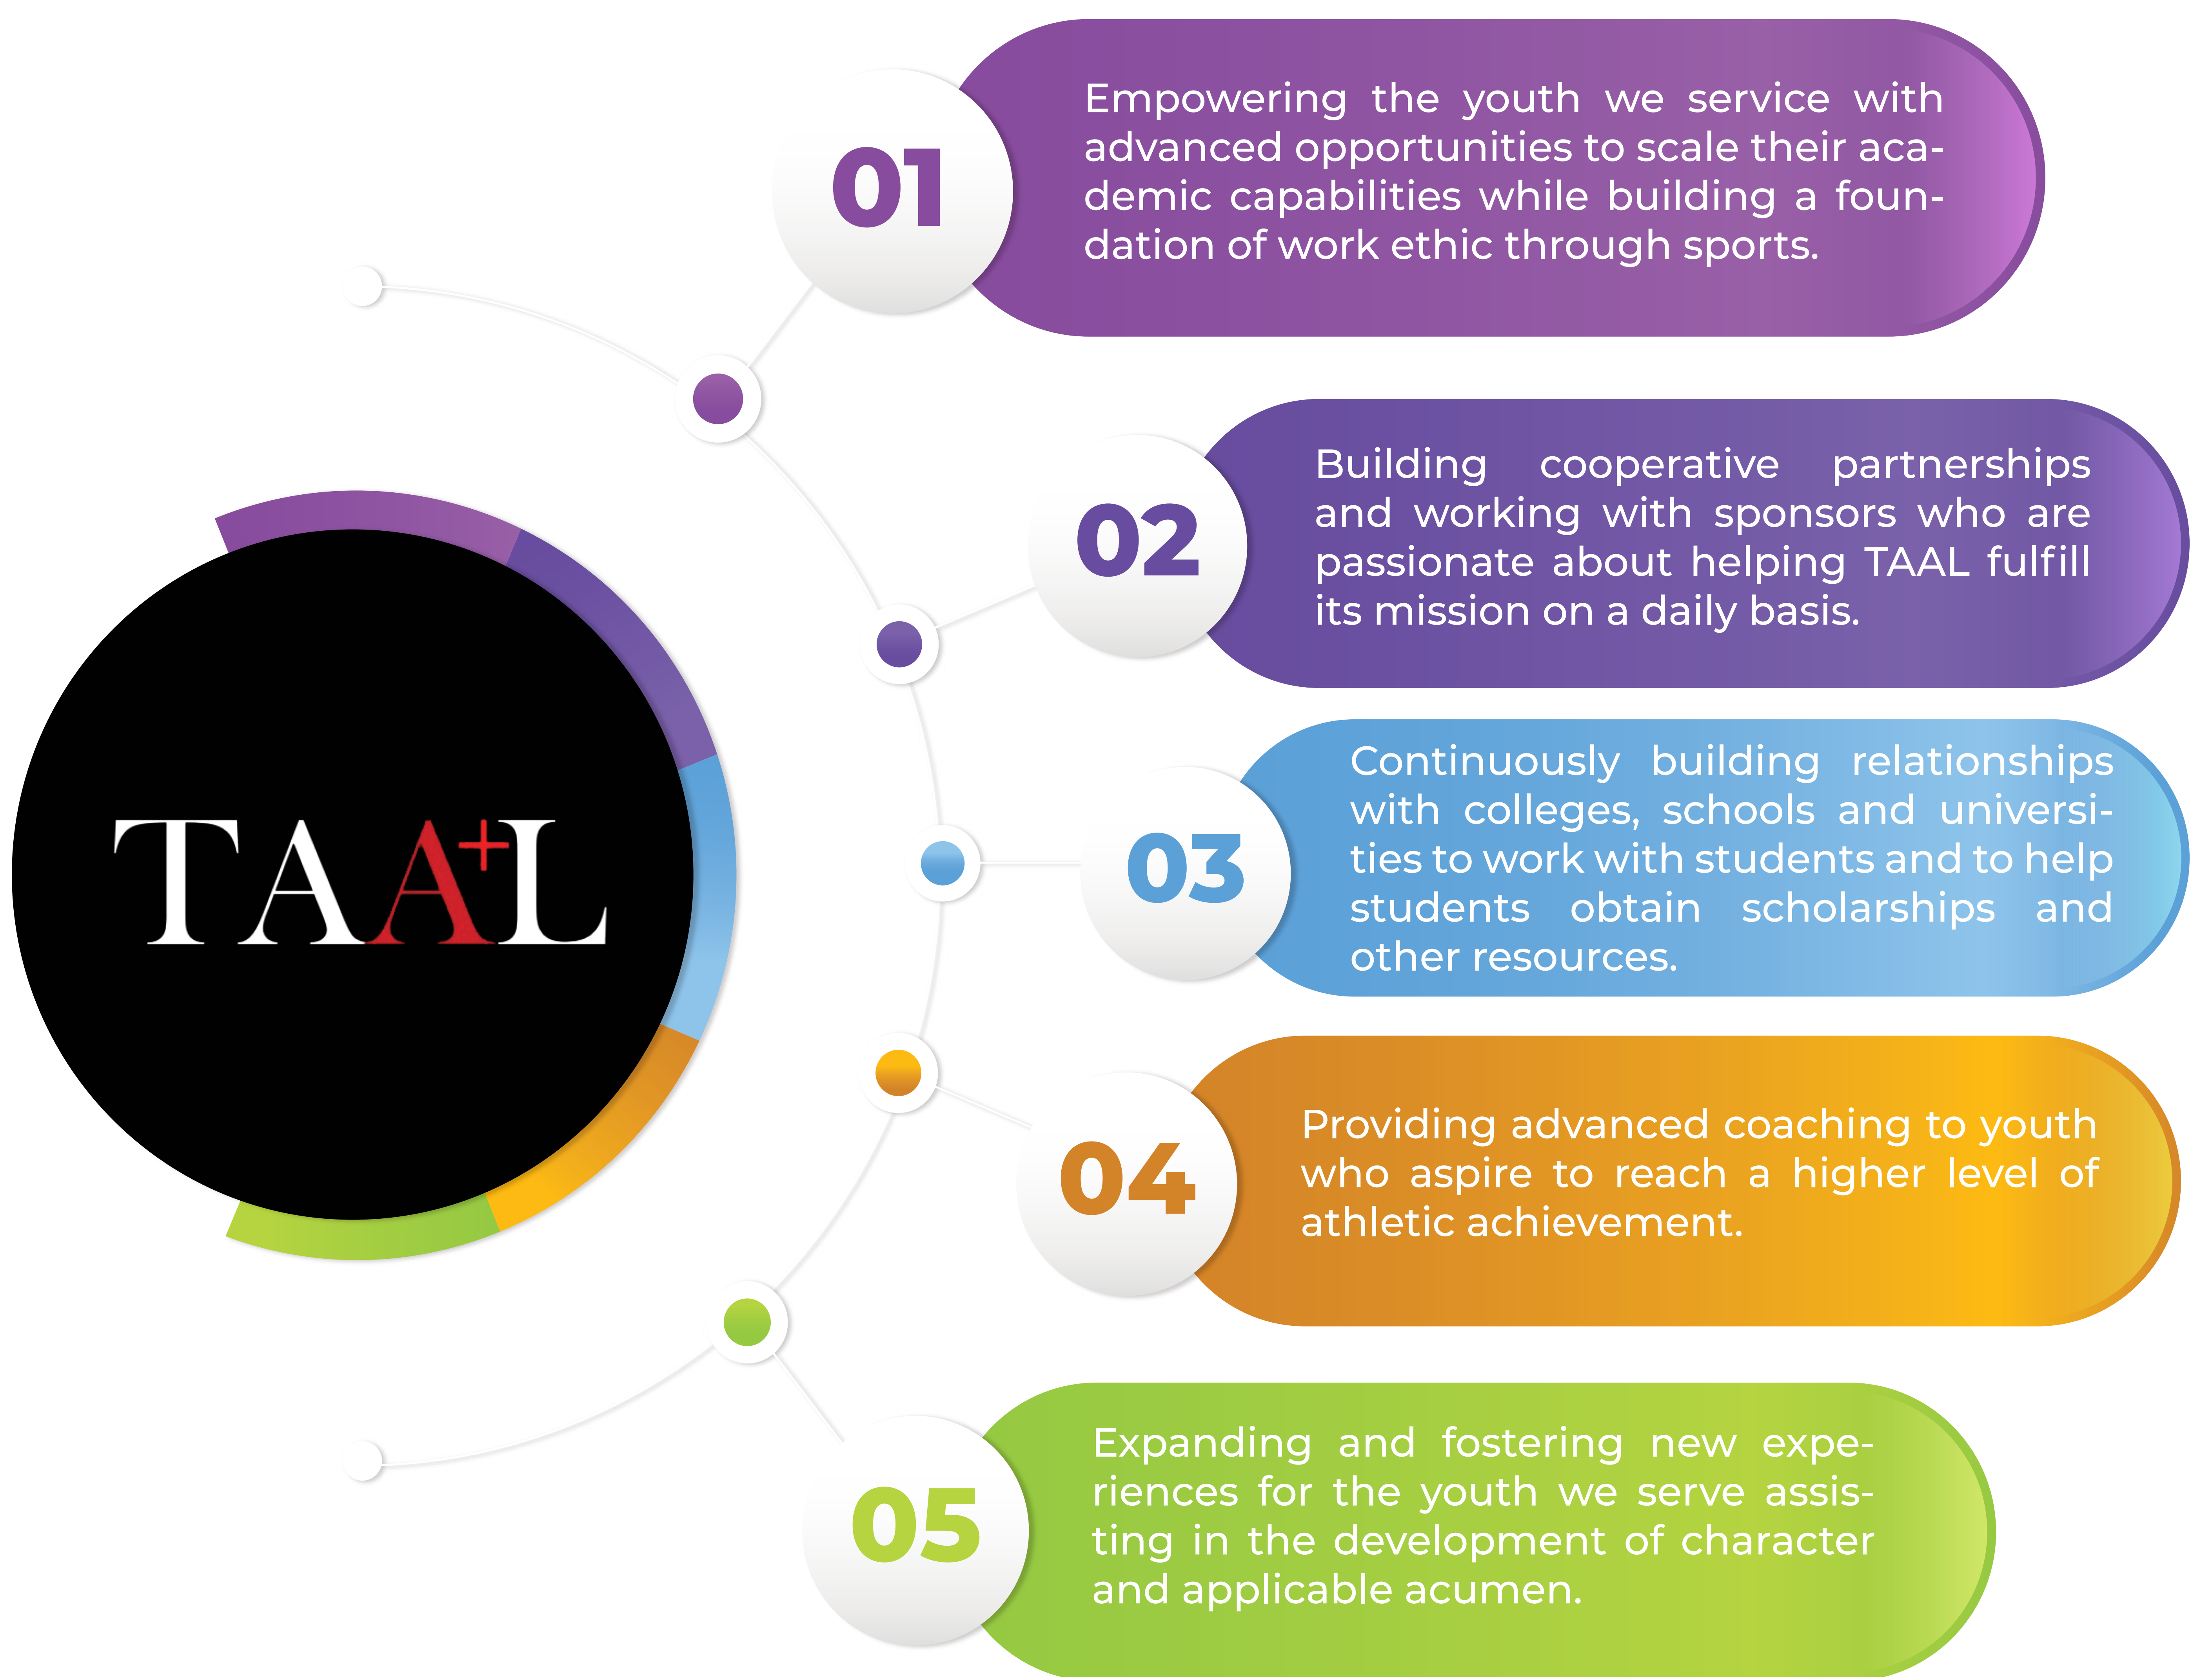 01
Empowering the youth we service with
advanced opportunities to scale their aca-
demic capabilities while building a foun-
dation of work ethic through sports.
02
Building cooperative partnerships
and working with sponsors who are
passionate about helping TAAL fulfill
its mission on a daily basis.
TAA+L
03
Continuously building relationships
with colleges, schools and universi-
ties to work with students and to help
students obtain scholarships and
other resources.
04
Providing advanced coaching to youth
who aspire to reach a higher level of
athletic achievement.
05
Expanding and fostering new expe-
riences for the youth we serve assis-
ting in the development of character
and applicable acumen.